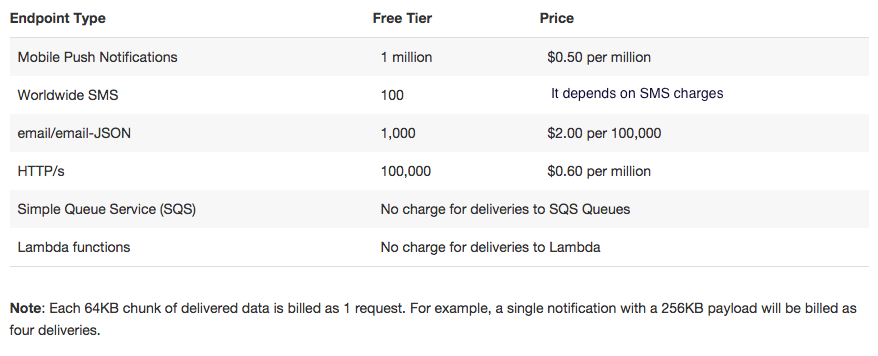 Endpoint Type Free Tier Price
Mobile Push Notifications 1 million $0.50 per million
Worldwide SMS 100 It depends on SMS charges
email/email-JSON 1,000 $2.00 per 100,000
HTTP/s 100,000 $0.60 per million
Simple Queue Service (SQS) No charge for deliveries to SQS Queues
Lambda functions No charge for deliveries to Lambda
Note: Each 64KB chunk of delivered data is billed as 1 request. For example, a single notification with a 256KB payload will be billed as
four deliveries.